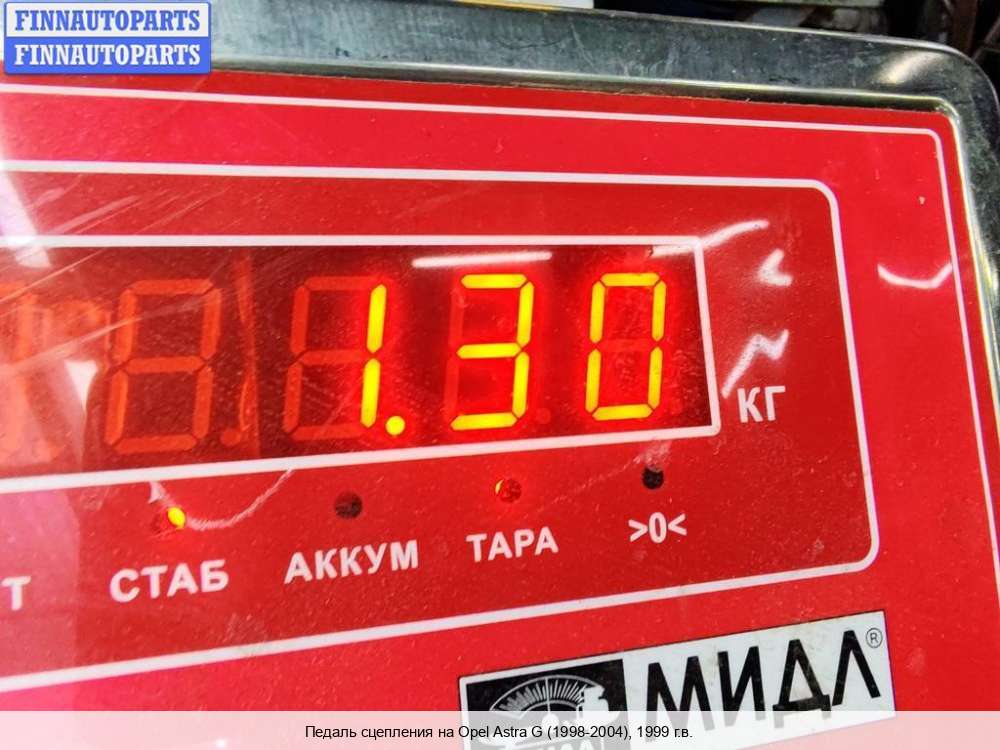 FINNAUTOPARTS
FINNAUTOPARTS
1.30
КГ
Т СТАБ АККУМ ТАРА >0<
МИДЛ®
Педаль сцепления на Opel Astra G (1998-2004), 1999 г.в.